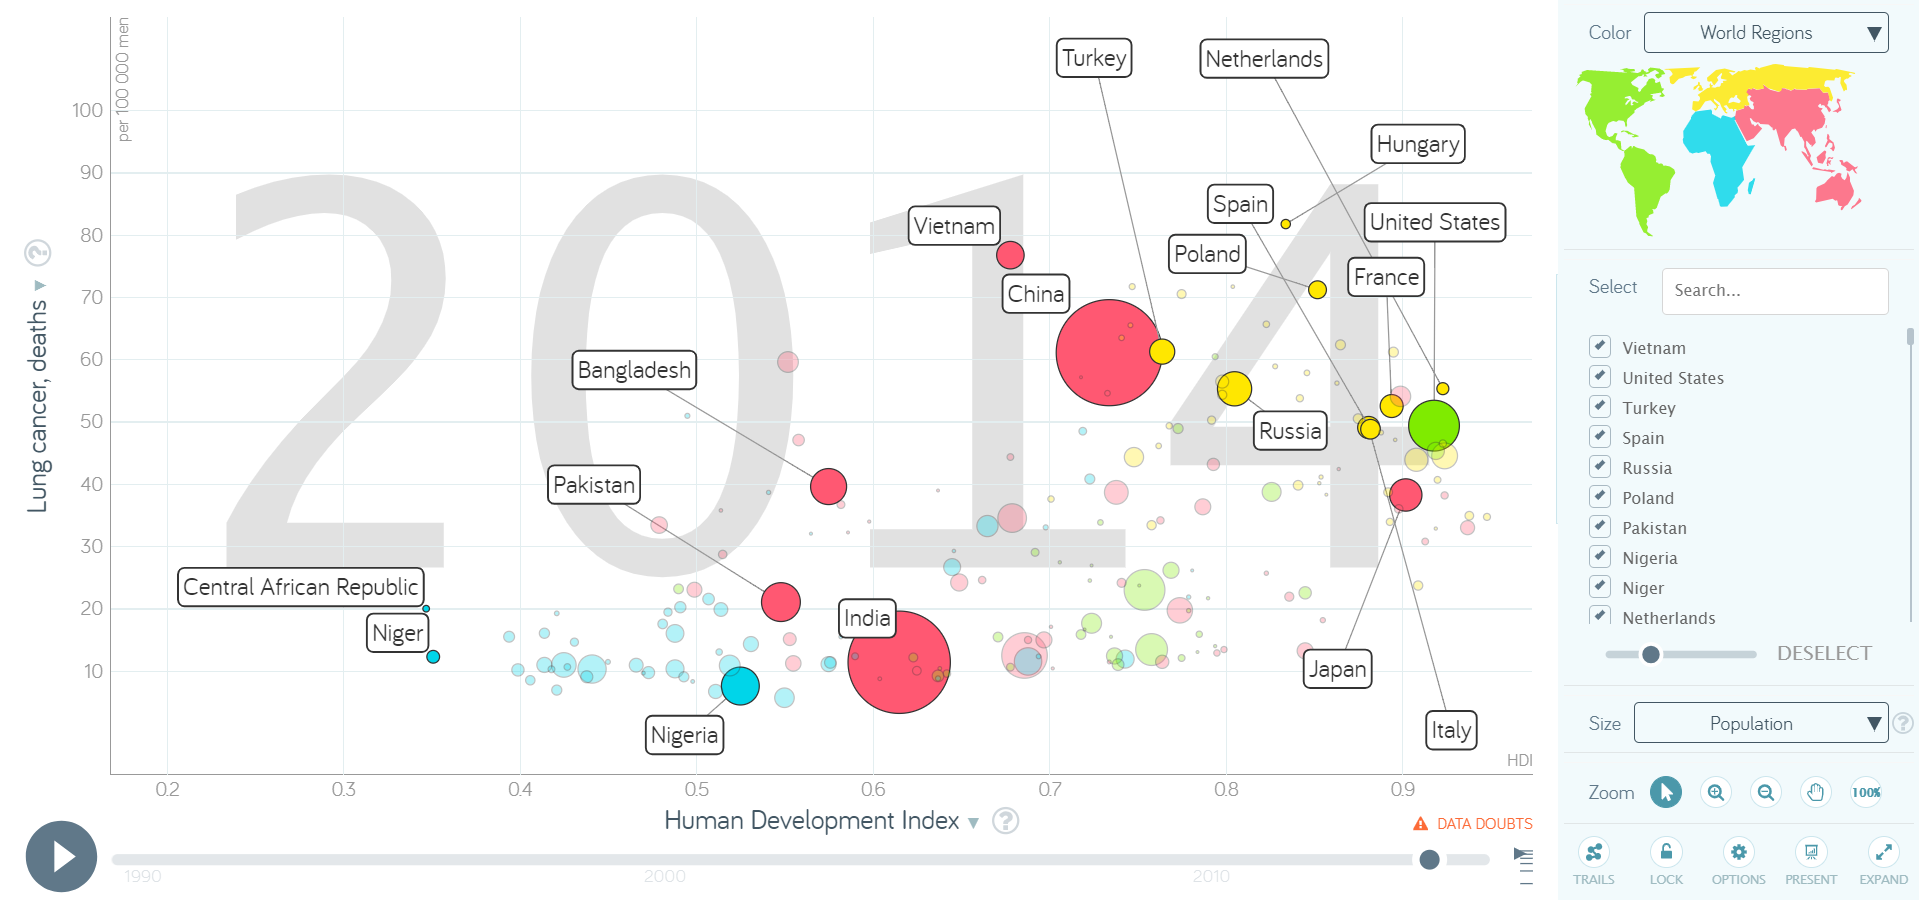 per 100 000 men
Lung cancer, deaths ▼
?
100
90
80
70
60
50
40
30
20
10
2014
Turkey
Netherlands
Hungary
Spain
United States
Vietnam
Poland
France
China
Bangladesh
Russia
Pakistan
Central African Republic
India
Niger
Japan
Nigeria
Italy
HDI
0.2
0.3
0.4
0.5
0.6
0.7
0.8
0.9
Human Development Index ▼ ?
DATA DOUBTS
1990
2000
2010
Color World Regions ▼
Select Search...
Vietnam
United States
Turkey
Spain
Russia
Poland
Pakistan
Nigeria
Niger
Netherlands
DESELECT
Size Population ▼ ?
Zoom 100%
TRAILS LOCK OPTIONS PRESENT EXPAND